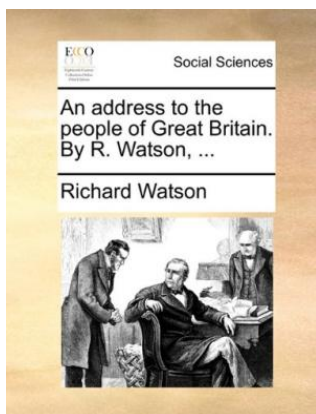 ECCO
Social Sciences
An address to the
people of Great Britain.
By R. Watson, ...
Richard Watson